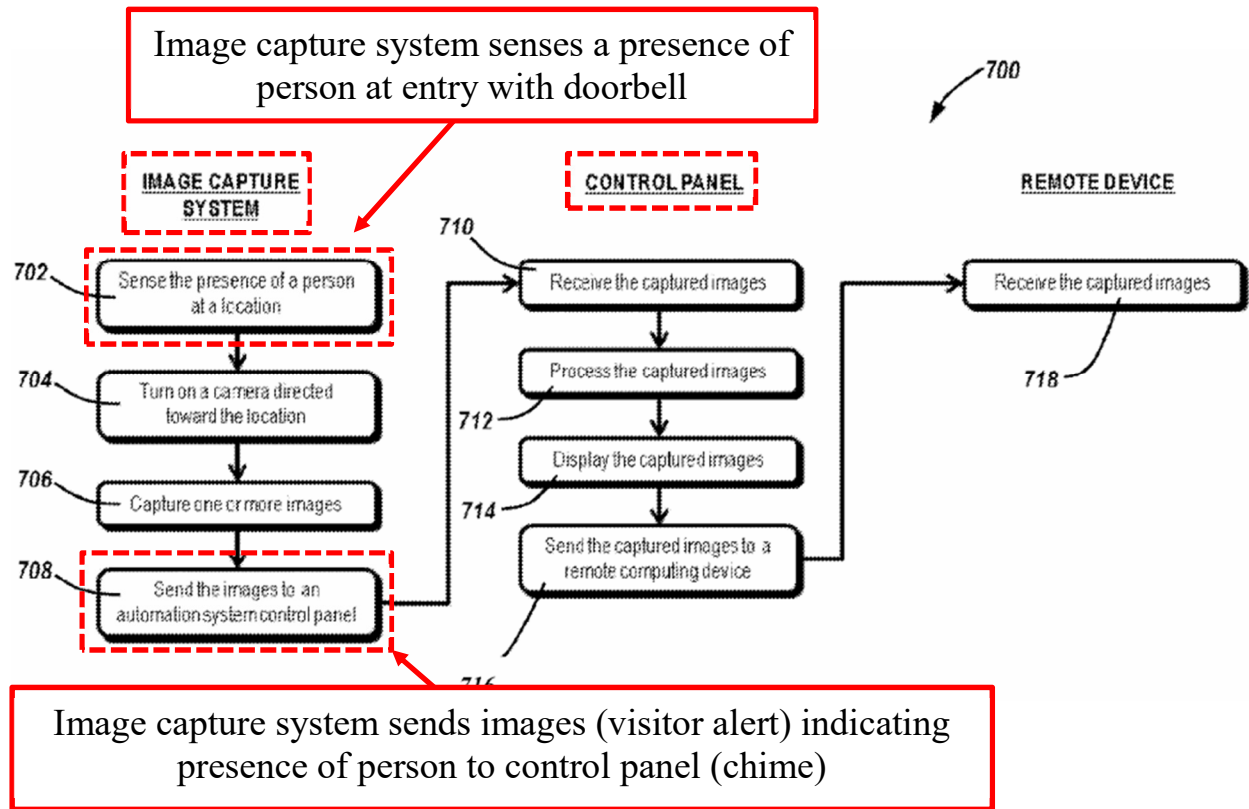 Image capture system senses a presence of
person at entry with doorbell
700
IMAGE CAPTURE
SYSTEM
CONTROL PANEL
REMOTE DEVICE
702
Sense the presence of a person
at a location
704
Turn on a camera directed
toward the location
706
Capture one or more images
708
Send the images to an
automation system control panel
710
Receive the captured images
Process the captured images
712
Display the captured images
714
Send the captured images to a
remote computing device
716
Receive the captured images
718
Image capture system sends images (visitor alert) indicating
presence of person to control panel (chime)